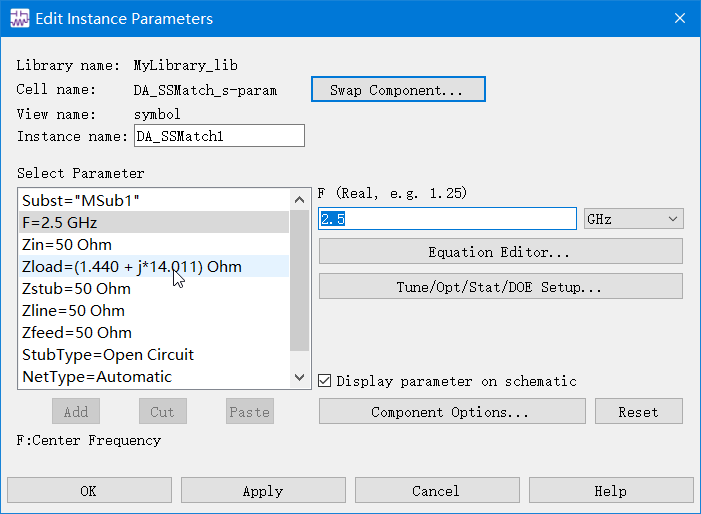 Edit Instance Parameters
Library name: MyLibrary_lib
Cell name: DA_SSMatch_s-param
Swap Component...
View name: symbol
Instance name: DA_SSMatch1
Select Parameter
F (Real, e.g. 1.25)
Subst="MSub1"
F=2.5 GHz
Zin=50 Ohm
Zload=(1.440 + j*14.011) Ohm
Zstub=50 Ohm
Zline=50 Ohm
Zfeed=50 Ohm
StubType=Open Circuit
NetType=Automatic
2.5 GHz
Equation Editor...
Tune/Opt/Stat/DOE Setup...
Display parameter on schematic
Add Cut Paste
Component Options... Reset
F:Center Frequency
OK Apply Cancel Help